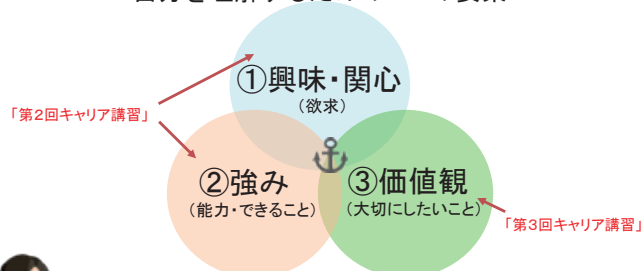 ①興味・関心
(欲求)
「第2回キャリア講習」
②強み
(能力・できること)
③価値観
(大切にしたいこと)
「第3回キャリア講習」